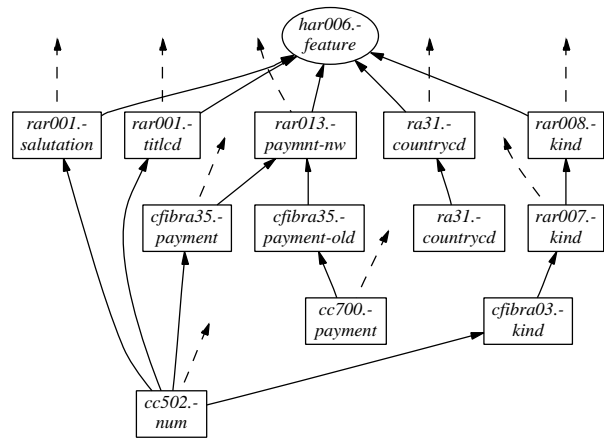 har006.-
feature
rar001.-
salutation
rar001.-
titlcd
rar013.-
paymnt-nw
ra31.-
countrycd
rar008.-
kind
cfibra35.-
payment
cfibra35.-
payment-old
ra31.-
countrycd
rar007.-
kind
cc700.-
payment
cfibra03.-
kind
cc502.-
num